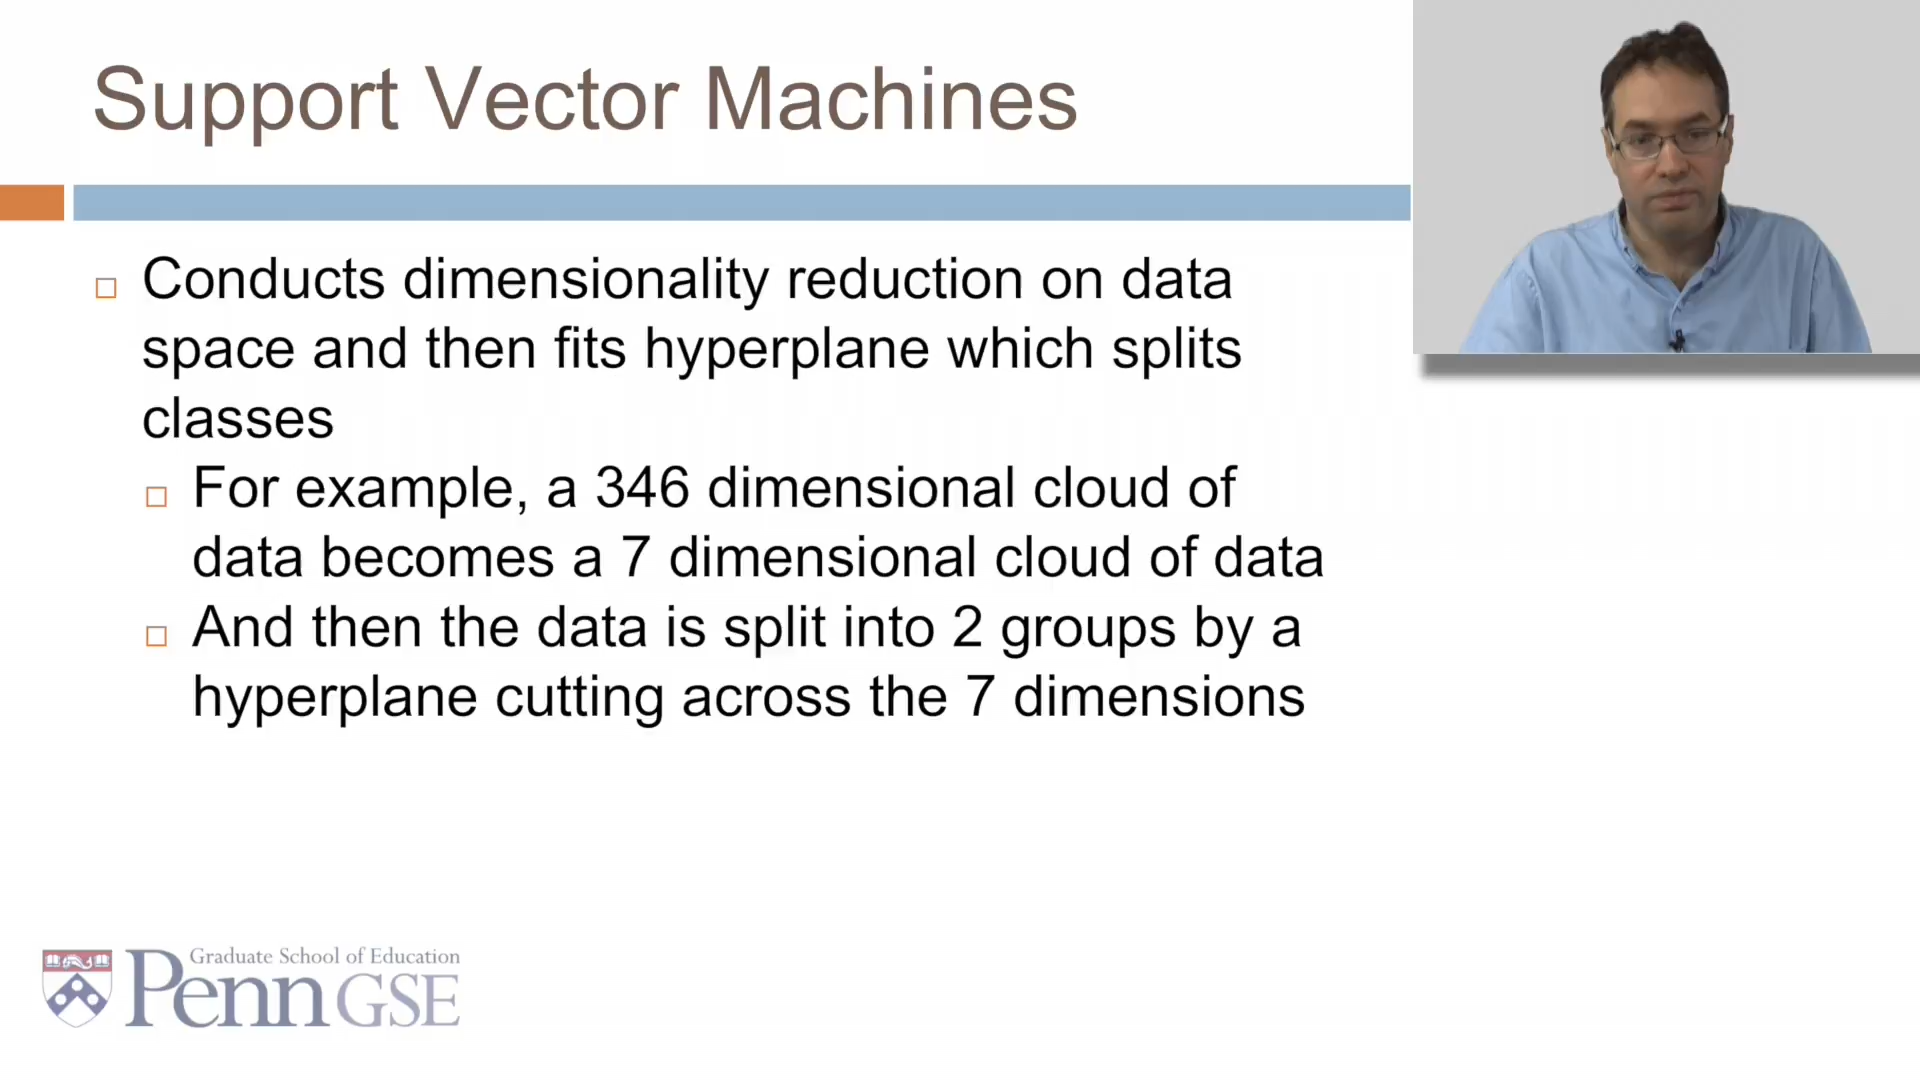 Support Vector Machines
Conducts dimensionality reduction on data
space and then fits hyperplane which splits
classes
For example, a 346 dimensional cloud of
data becomes a 7 dimensional cloud of data
And then the data is split into 2 groups by a
hyperplane cutting across the 7 dimensions
Graduate School of Education
Penn GSE